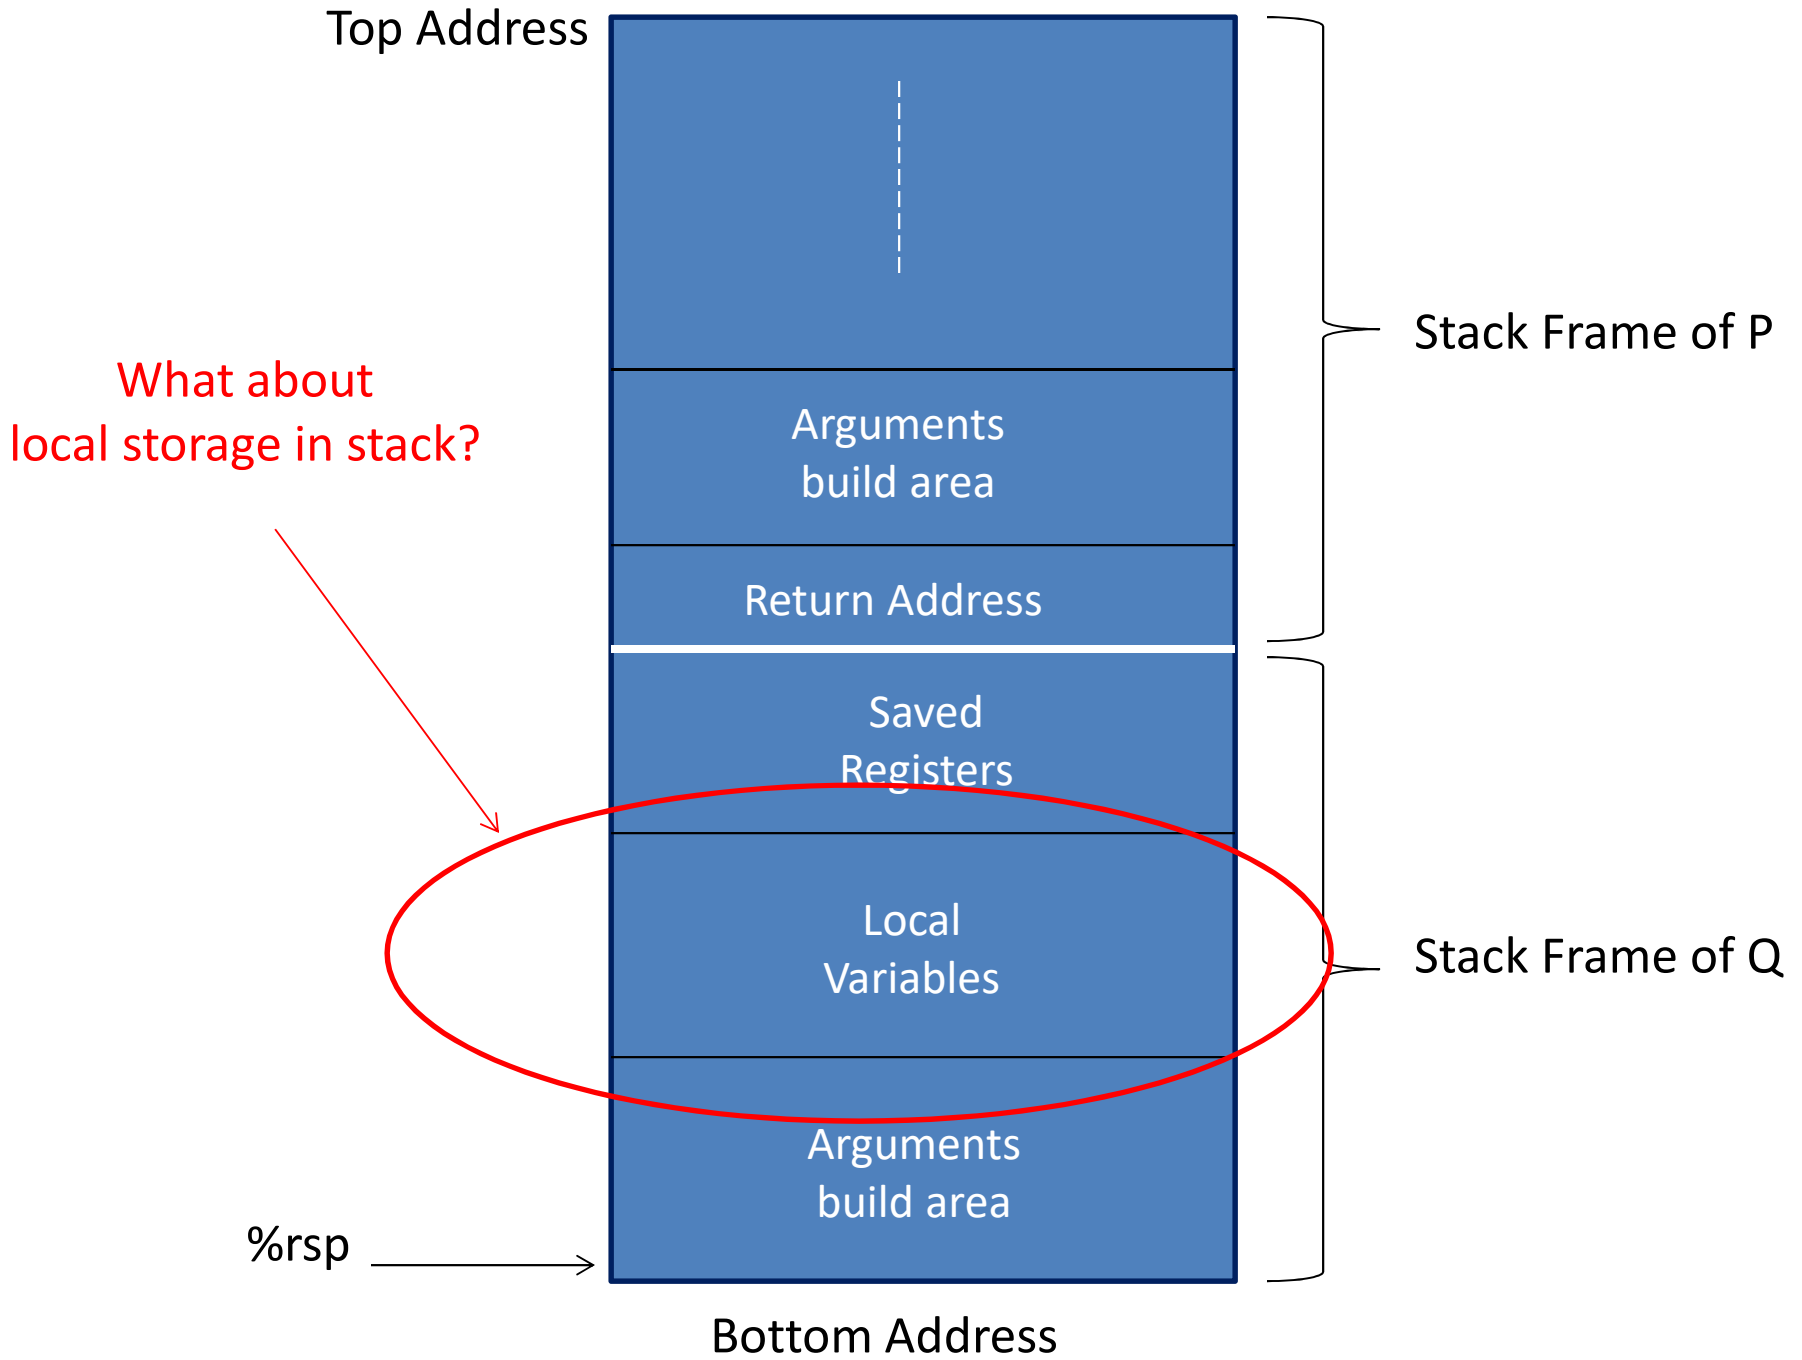 Top Address
Stack Frame of P
What about
local storage in stack?
Arguments
build area
Return Address
Saved
Registers
Local
Variables
Stack Frame of Q
Arguments
build area
%rsp
Bottom Address